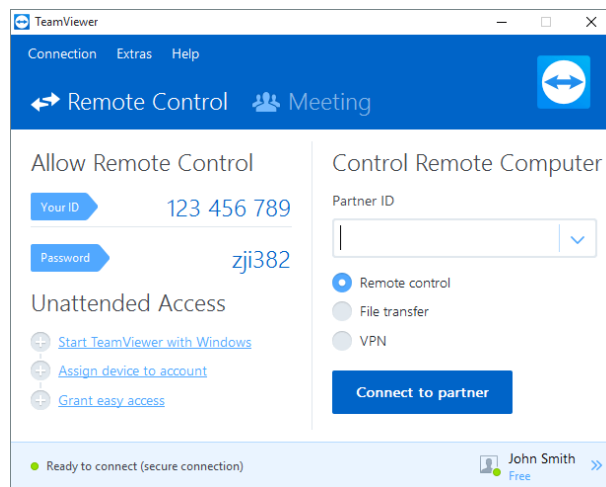 TeamViewer
Connection Extras Help
Remote Control Meeting
Allow Remote Control
Your ID 123 456 789
Password zji382
Unattended Access
Start TeamViewer with Windows
Assign device to account
Grant easy access
Control Remote Computer
Partner ID
Remote control
File transfer
VPN
Connect to partner
Ready to connect (secure connection)
John Smith
Free